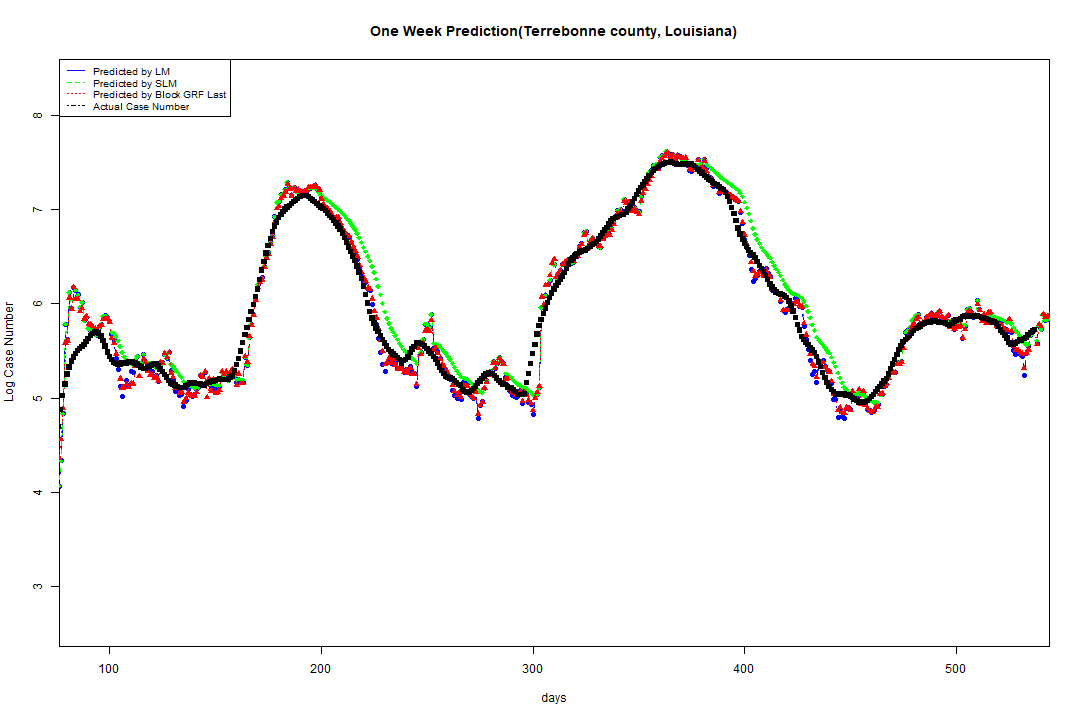 One Week Prediction(Terrebonne county, Louisiana)
Predicted by LM
Predicted by SLM
Predicted by Block GRF Last
Actual Case Number
8
7
6
5
4
3
Log Case Number
100 200 300 400 500
days